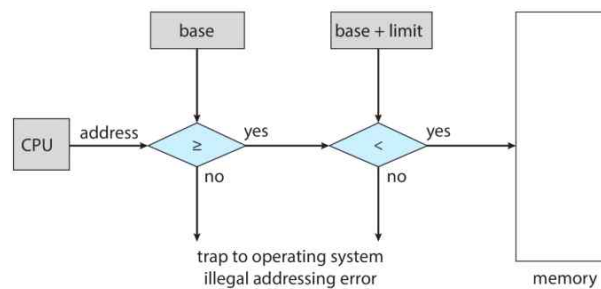 base
base + limit
CPU
address
≥
yes
<
yes
no
no
trap to operating system
illegal addressing error
memory